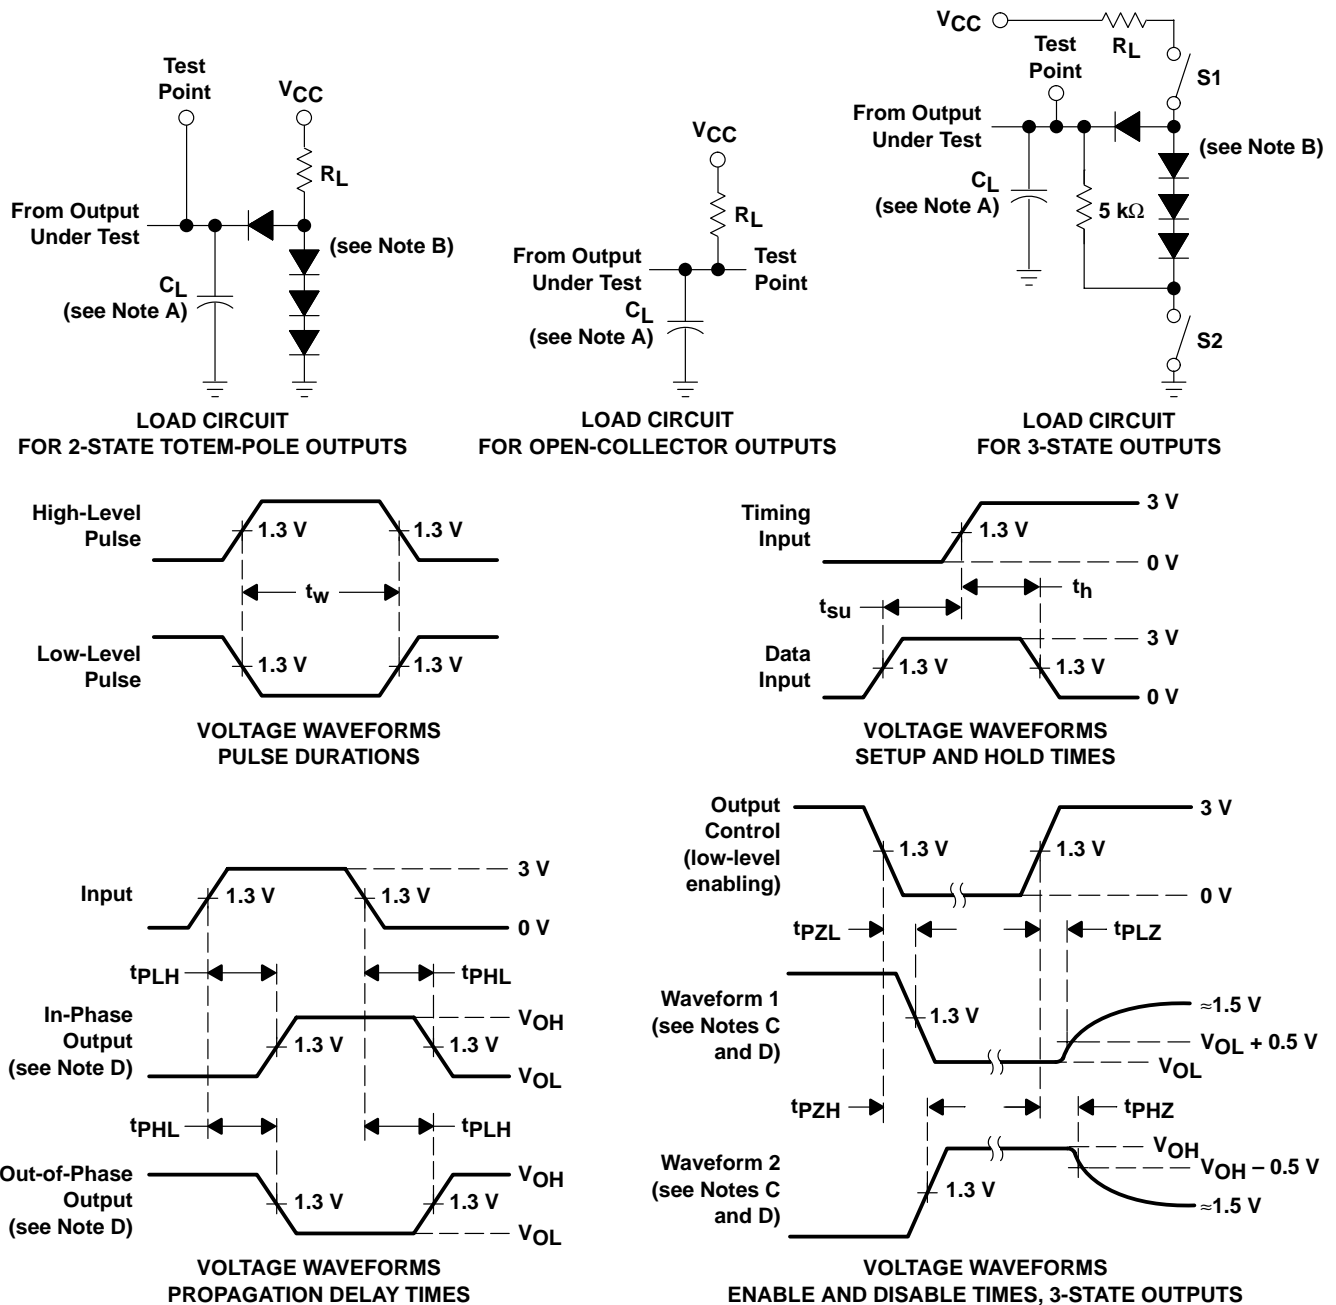 Test
Point
VCC
RL
From Output
Under Test
(see Note B)
CL
(see Note A)
LOAD CIRCUIT
FOR 2-STATE TOTEM-POLE OUTPUTS
VCC
RL
From Output
Under Test
Test
Point
CL
(see Note A)
LOAD CIRCUIT
FOR OPEN-COLLECTOR OUTPUTS
VCC
RL
Test
Point
S1
From Output
Under Test
(see Note B)
CL
(see Note A)
5 kΩ
S2
LOAD CIRCUIT
FOR 3-STATE OUTPUTS
High-Level
Pulse
1.3 V
1.3 V
tw
Low-Level
Pulse
1.3 V
1.3 V
VOLTAGE WAVEFORMS
PULSE DURATIONS
Timing
Input
1.3 V
3 V
0 V
th
tsu
Data
Input
1.3 V
1.3 V
3 V
0 V
VOLTAGE WAVEFORMS
SETUP AND HOLD TIMES
Input
1.3 V
1.3 V
3 V
0 V
tPLH
tPHL
In-Phase
Output
(see Note D)
1.3 V
1.3 V
VOH
VOL
tPHL
tPLH
Out-of-Phase
Output
(see Note D)
1.3 V
1.3 V
VOH
VOL
VOLTAGE WAVEFORMS
PROPAGATION DELAY TIMES
Output
Control
(low-level
enabling)
1.3 V
1.3 V
3 V
0 V
tPZL
tPLZ
Waveform 1
(see Notes C
and D)
1.3 V
≈1.5 V
VOL + 0.5 V
VOL
tPZH
tPHZ
Waveform 2
(see Notes C
and D)
1.3 V
VOH
VOH – 0.5 V
≈1.5 V
VOLTAGE WAVEFORMS
ENABLE AND DISABLE TIMES, 3-STATE OUTPUTS